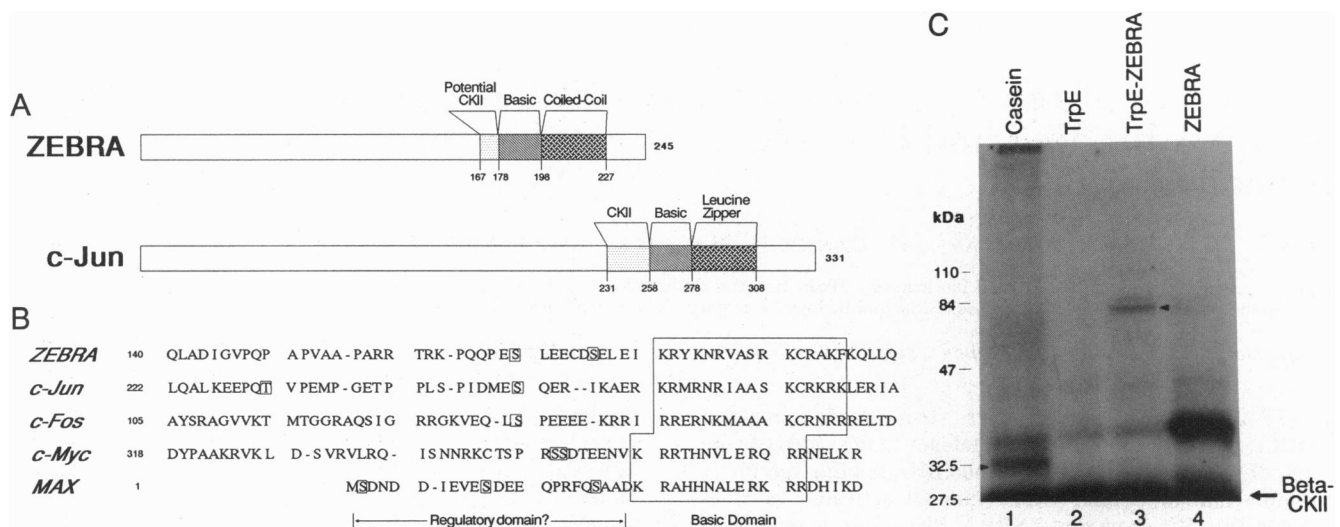 A
Potential
CKII
Basic
Coiled-Coil
ZEBRA
245
167
178
198
227
CKII
Basic
Leucine
Zipper
c-Jun
331
231
258
278
308
B
ZEBRA 140 QLADIGVPQP APVAA-PARR TRK-PQQPES LEECDSELEI KRYKNRVASR KCRAKFKQLLQ
c-Jun 222 LQALKEEPQT VPEMP-GETP PLS-PIDMES QER--IKAER KRMRNRIAAS KCRKRKLERIA
c-Fos 105 AYSRAGVVKT MTGGRAQSIG RRGKVEQ-LS PEEEE-KRRI RRERNKMAAA KCRNRRRELTD
c-Myc 318 DYPAAKRVKL D-SVRVLRQ- ISNNRKCTSP RSSDTEENVK RRTHNVLERQ RRNELKR
MAX 1 MSDND D-IEVESDEE QPRFQSAADK RAHHNALERK RRDHIKD
Regulatory domain?
Basic Domain
C
Casein
TrpE
TrpE-ZEBRA
ZEBRA
kDa
110
84
47
32.5
27.5
Beta-
CKII
1 2 3 4